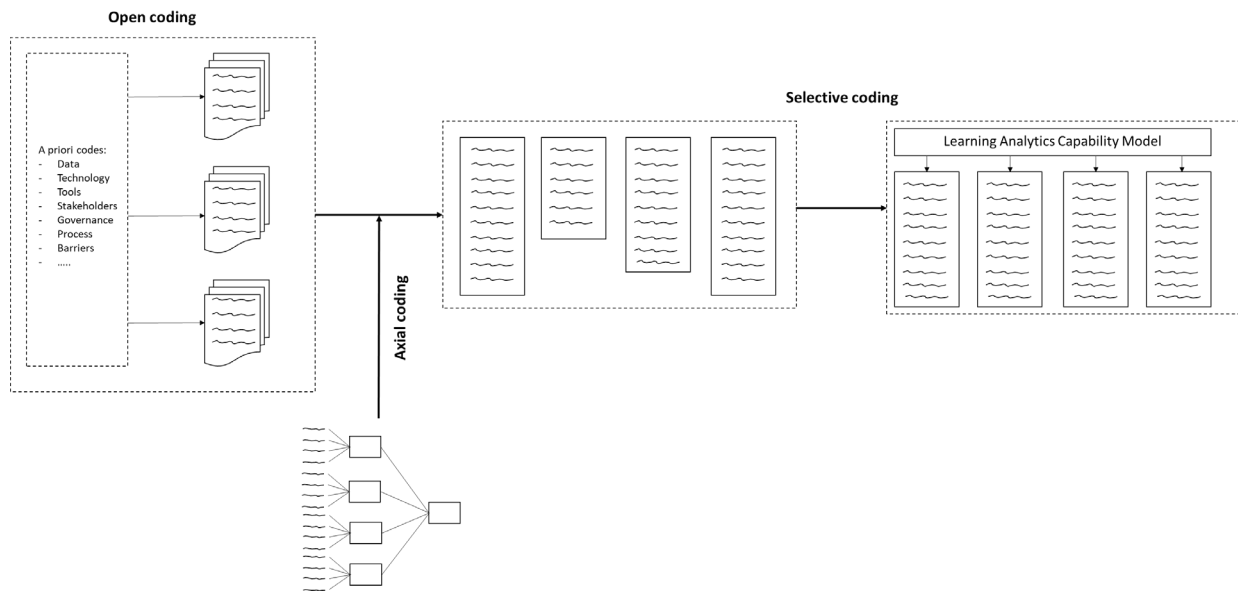 Open coding
A priori codes:
- Data
- Technology
- Tools
- Stakeholders
- Governance
- Process
- Barriers
- .....
Axial coding
Selective coding
Learning Analytics Capability Model